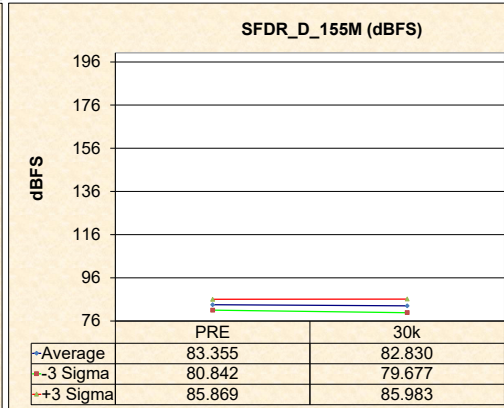 SFDR_D_155M (dBFS)
dBFS
196
176
156
136
116
96
76
PRE 30k
Average 83.355 82.830
-3 Sigma 80.842 79.677
+3 Sigma 85.869 85.983